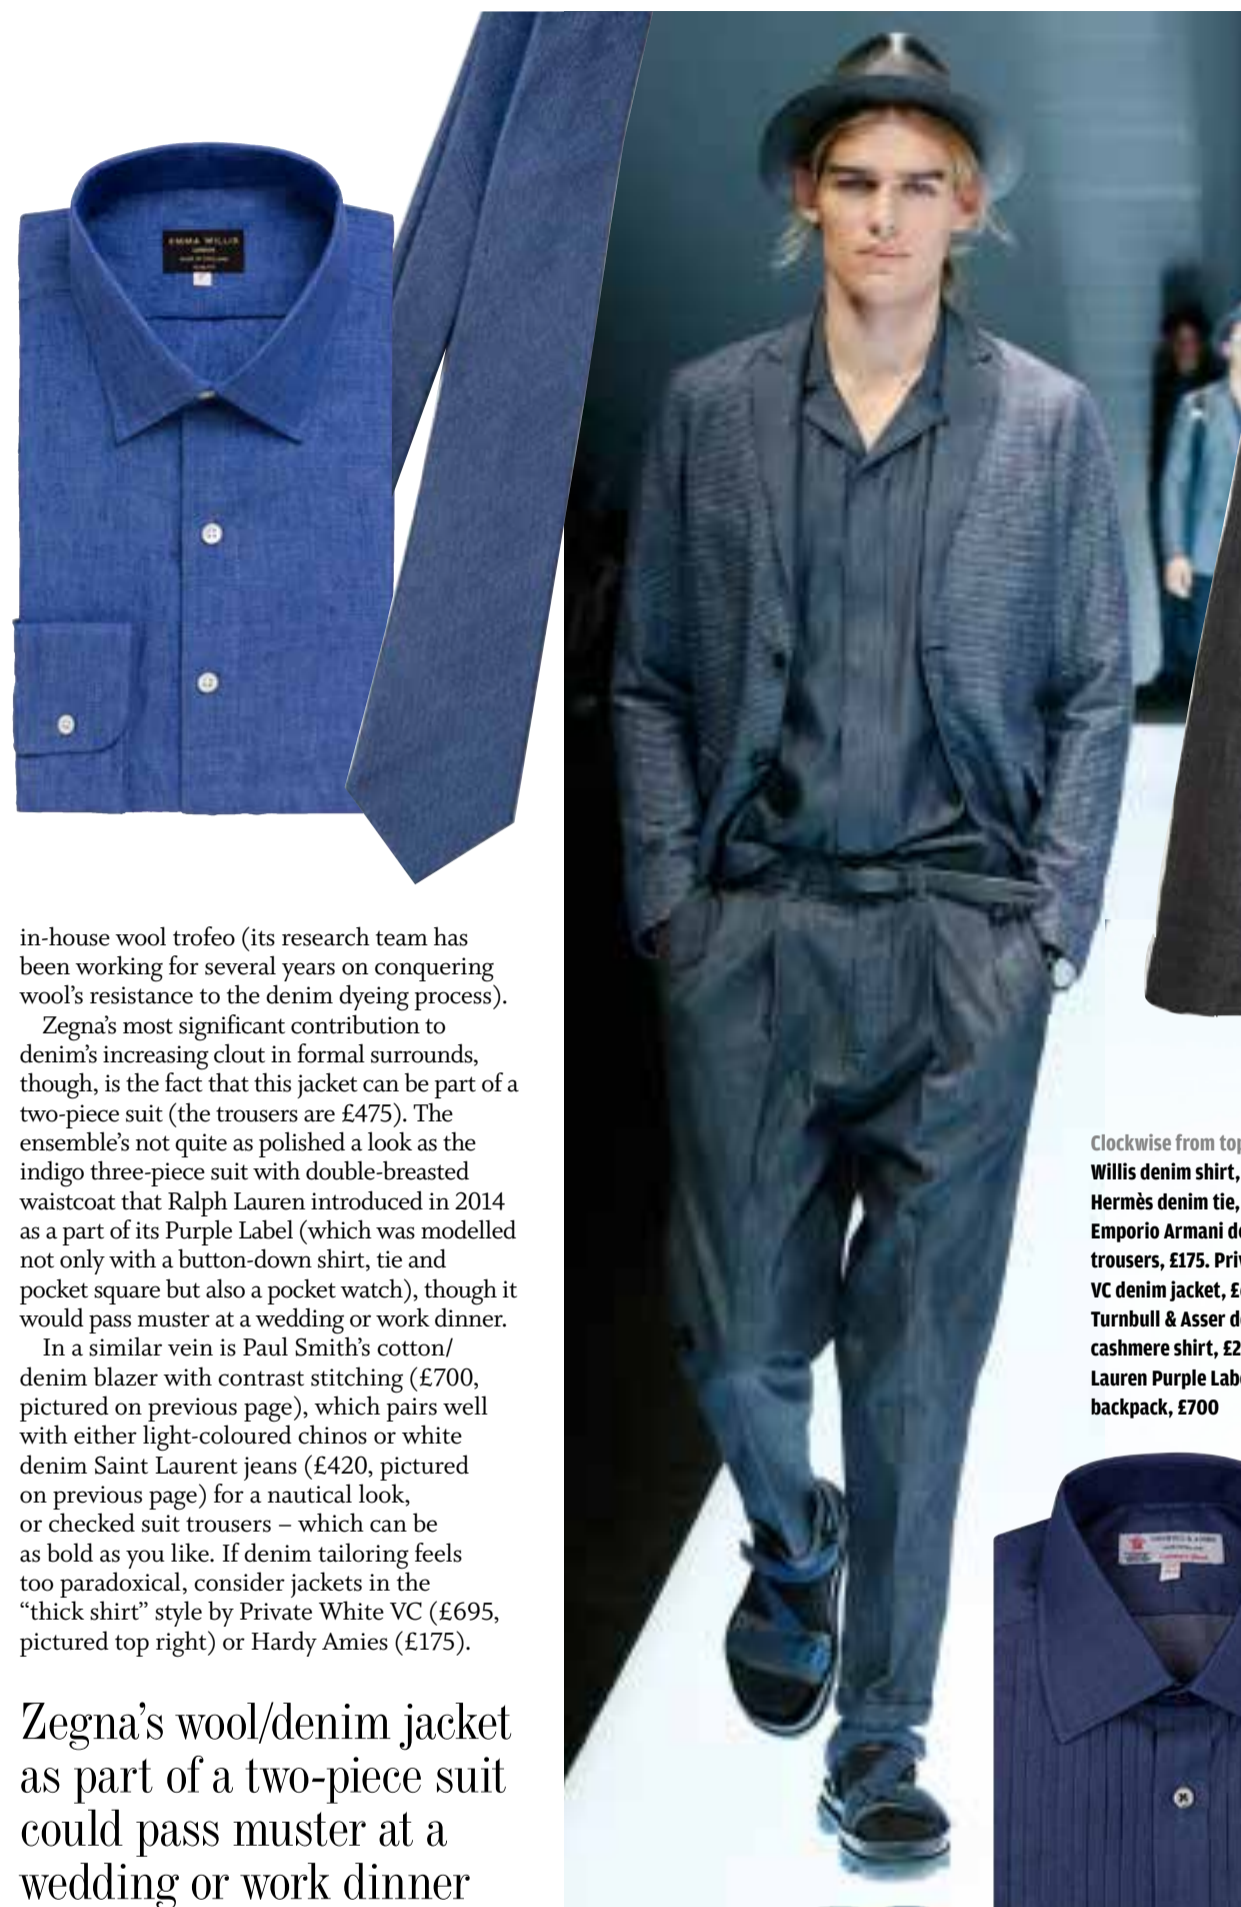 EMMA WILLIS
LONDON
in-house wool trofeo (its research team has
been working for several years on conquering
wool's resistance to the denim dyeing process).
Zegna's most significant contribution to
denim's increasing clout in formal surrounds,
though, is the fact that this jacket can be part of a
two-piece suit (the trousers are £475). The
ensemble's not quite as polished a look as the
indigo three-piece suit with double-breasted
waistcoat that Ralph Lauren introduced in 2014
as a part of its Purple Label (which was modelled
not only with a button-down shirt, tie and
pocket square but also a pocket watch), though it
would pass muster at a wedding or work dinner.
In a similar vein is Paul Smith's cotton/
denim blazer with contrast stitching (£700,
pictured on previous page), which pairs well
with either light-coloured chinos or white
denim Saint Laurent jeans (£420, pictured
on previous page) for a nautical look,
or checked suit trousers – which can be
as bold as you like. If denim tailoring feels
too paradoxical, consider jackets in the
“thick shirt” style by Private White VC (£695,
pictured top right) or Hardy Amies (£175).
Zegna's wool/denim jacket
as part of a two-piece suit
could pass muster at a
wedding or work dinner
Clockwise from top
Willis denim shirt,
Hermès denim tie,
Emporio Armani
trousers, £175.
VC denim jacket,
Turnbull & Asser
cashmere shirt,
Lauren Purple
backpack, £700